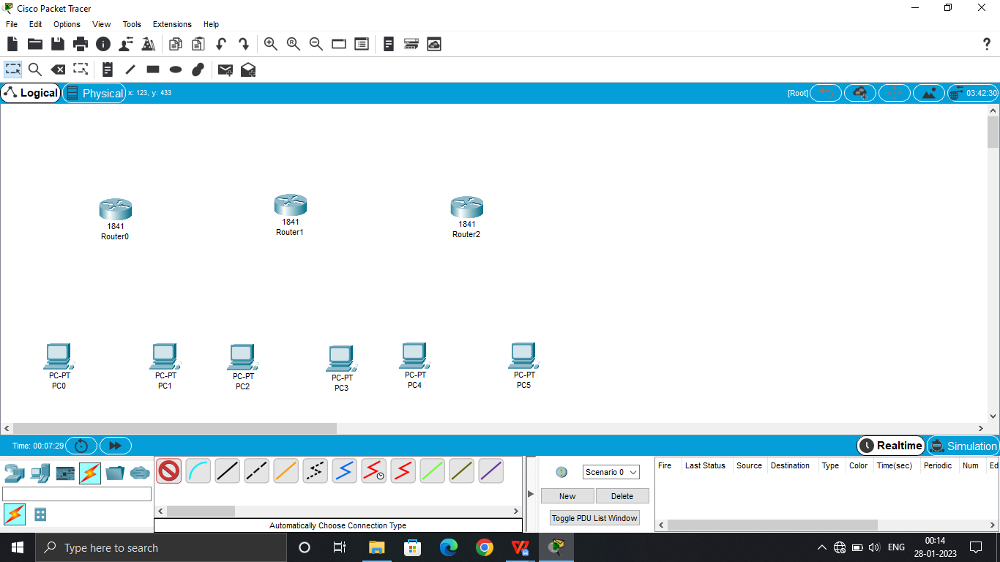 Cisco Packet Tracer
File Edit Options View Tools Extensions Help
Logical Physical x: 123, y: 433 [Root] 03:42:30
1841
Router0
1841
Router1
1841
Router2
PC-PT
PC0
PC-PT
PC1
PC-PT
PC2
PC-PT
PC3
PC-PT
PC4
PC-PT
PC5
Time: 00:07:29 Realtime Simulation
Scenario 0
New Delete
Toggle PDU List Window
Fire Last Status Source Destination Type Color Time(sec) Periodic Num Ed
Automatically Choose Connection Type
Type here to search
ENG
00:14
28-01-2023